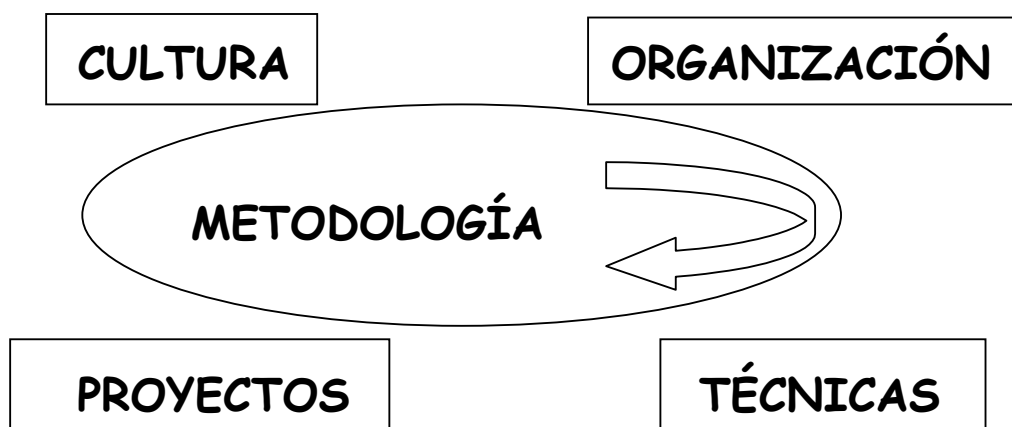 CULTURA
ORGANIZACIÓN
METODOLOGÍA
PROYECTOS
TÉCNICAS